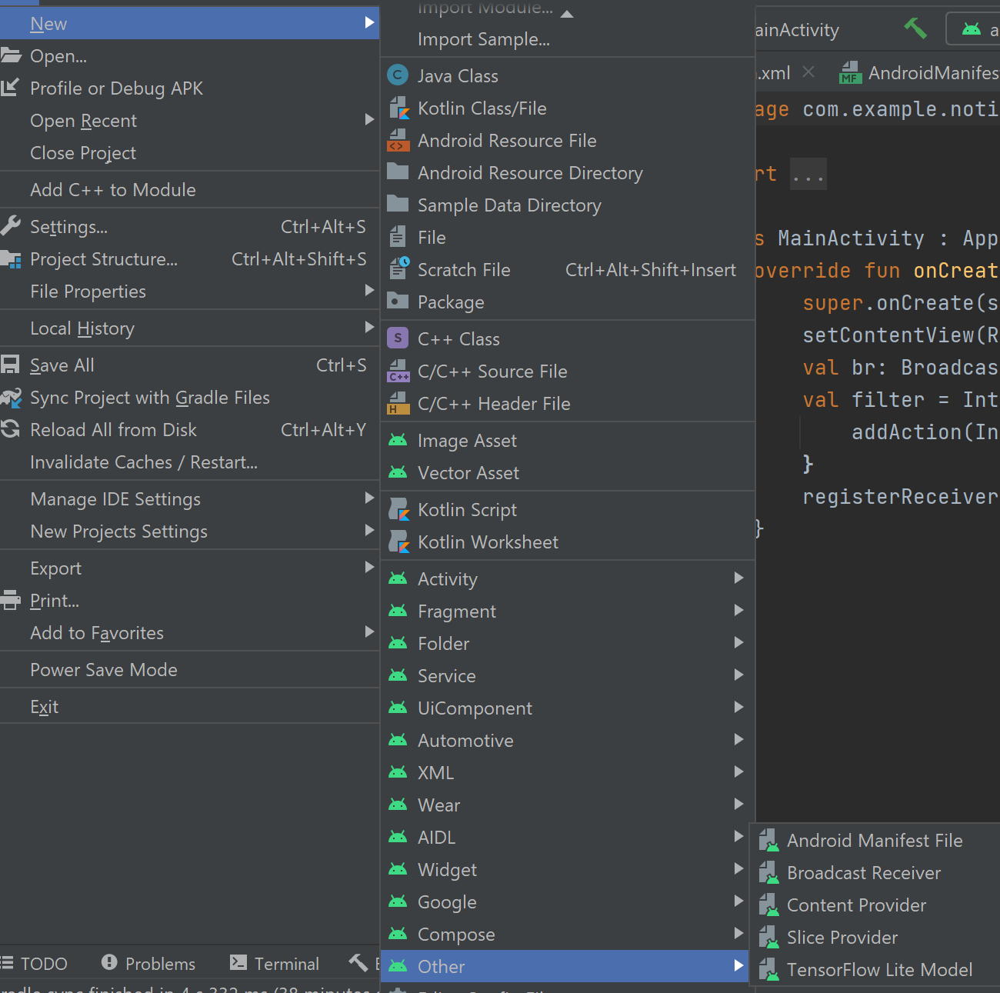 New
Open...
Profile or Debug APK
Open Recent
Close Project
Add C++ to Module
Settings... Ctrl+Alt+S
Project Structure... Ctrl+Alt+Shift+S
File Properties
Local History
Save All Ctrl+S
Sync Project with Gradle Files
Reload All from Disk Ctrl+Alt+Y
Invalidate Caches / Restart...
Manage IDE Settings
New Projects Settings
Export
Print...
Add to Favorites
Power Save Mode
Exit
Import Module...
Import Sample...
C Java Class
Kotlin Class/File
<> Android Resource File
Android Resource Directory
Sample Data Directory
File
Scratch File Ctrl+Alt+Shift+Insert
Package
S C++ Class
C++ C/C++ Source File
H C/C++ Header File
Image Asset
Vector Asset
Kotlin Script
Kotlin Worksheet
Activity
Fragment
Folder
Service
UiComponent
Automotive
XML
Wear
AIDL
Widget
Google
Compose
Other
Android Manifest File
Broadcast Receiver
Content Provider
Slice Provider
TensorFlow Lite Model
ainActivity a
.xml MF AndroidManifes
age com.example.noti
rt ...
s MainActivity : App
override fun onCreat
super.onCreate(s
setContentView(R
val br: Broadcas
val filter = Int
addAction(In
}
registerReceiver
}
TODO Problems Terminal